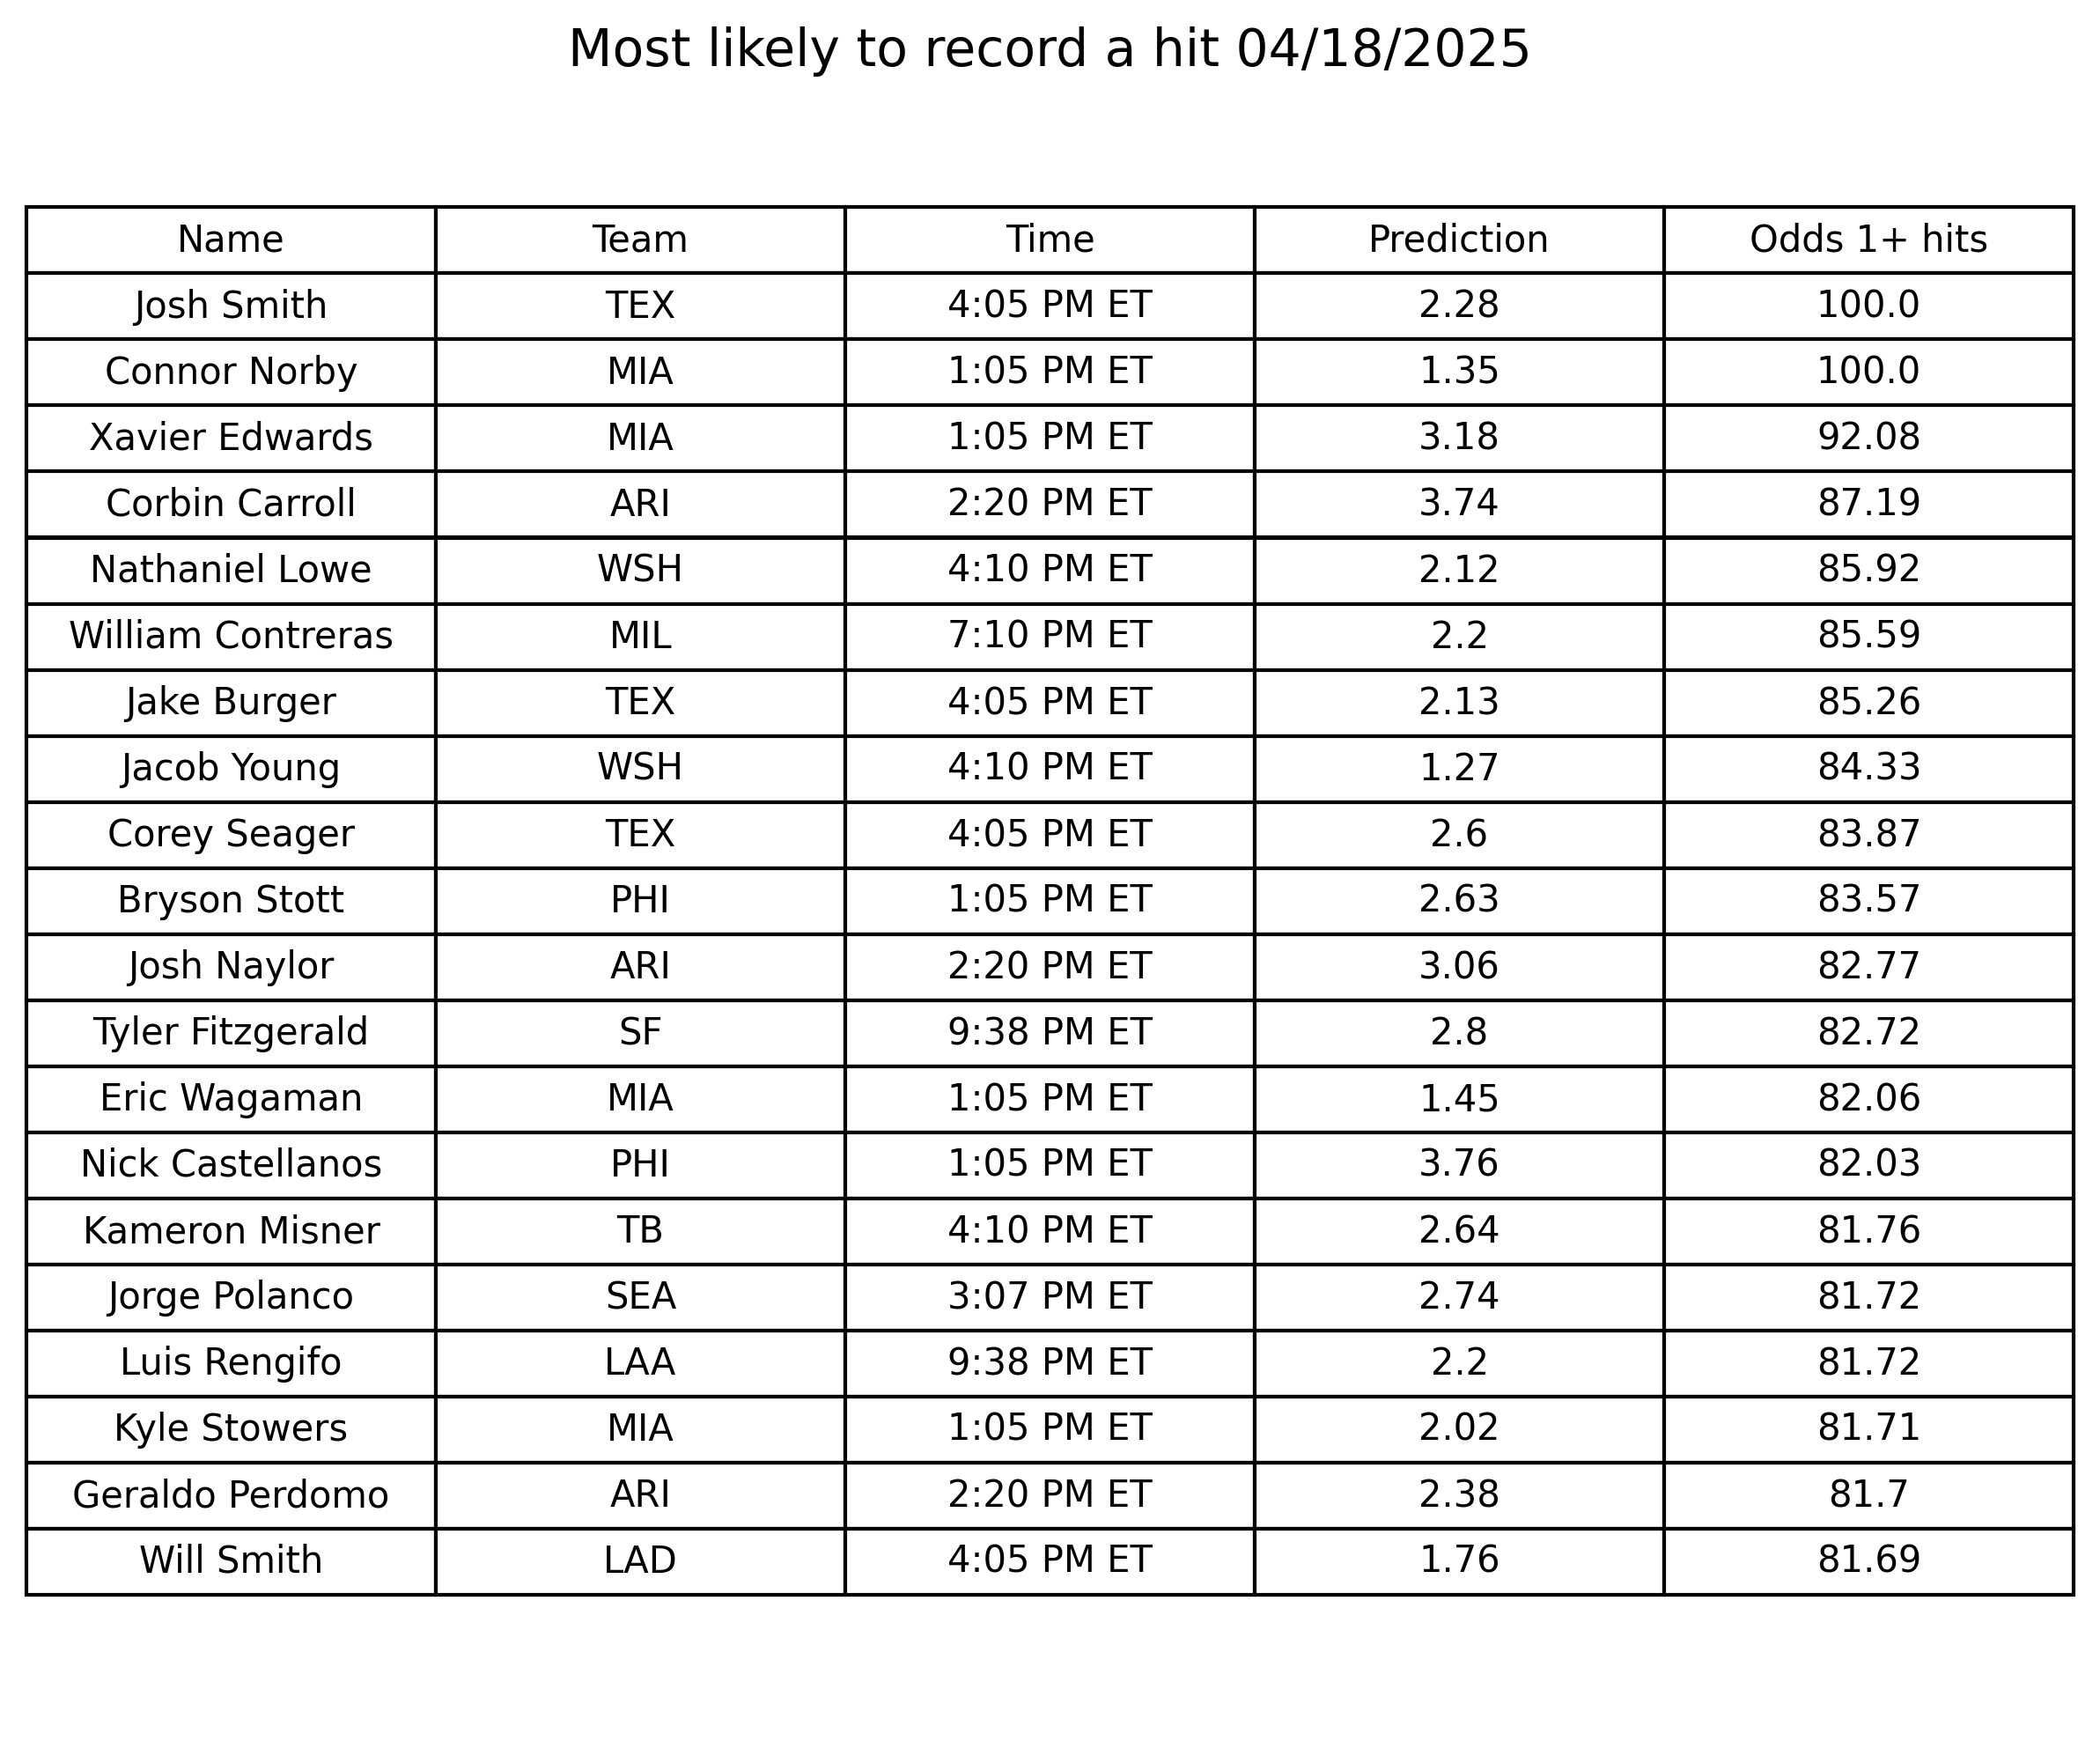 Most likely to record a hit 04/18/2025
Name Team Time Prediction Odds 1+ hits
Josh Smith TEX 4:05 PM ET 2.28 100.0
Connor Norby MIA 1:05 PM ET 1.35 100.0
Xavier Edwards MIA 1:05 PM ET 3.18 92.08
Corbin Carroll ARI 2:20 PM ET 3.74 87.19
Nathaniel Lowe WSH 4:10 PM ET 2.12 85.92
William Contreras MIL 7:10 PM ET 2.2 85.59
Jake Burger TEX 4:05 PM ET 2.13 85.26
Jacob Young WSH 4:10 PM ET 1.27 84.33
Corey Seager TEX 4:05 PM ET 2.6 83.87
Bryson Stott PHI 1:05 PM ET 2.63 83.57
Josh Naylor ARI 2:20 PM ET 3.06 82.77
Tyler Fitzgerald SF 9:38 PM ET 2.8 82.72
Eric Wagaman MIA 1:05 PM ET 1.45 82.06
Nick Castellanos PHI 1:05 PM ET 3.76 82.03
Kameron Misner TB 4:10 PM ET 2.64 81.76
Jorge Polanco SEA 3:07 PM ET 2.74 81.72
Luis Rengifo LAA 9:38 PM ET 2.2 81.72
Kyle Stowers MIA 1:05 PM ET 2.02 81.71
Geraldo Perdomo ARI 2:20 PM ET 2.38 81.7
Will Smith LAD 4:05 PM ET 1.76 81.69